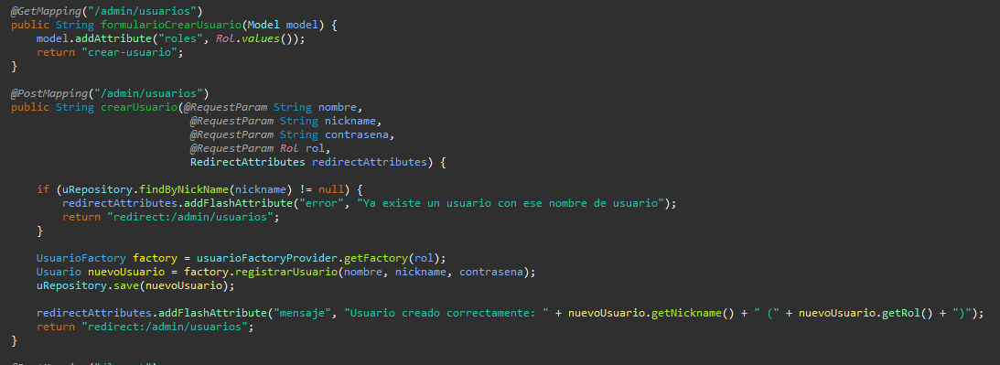 @GetMapping("/admin/usuarios")
public String formularioCrearUsuario(Model model) {
    model.addAttribute("roles", Rol.values());
    return "crear-usuario";
}

@PostMapping("/admin/usuarios")
public String crearUsuario(@RequestParam String nombre,
                            @RequestParam String nickname,
                            @RequestParam String contrasena,
                            @RequestParam Rol rol,
                            RedirectAttributes redirectAttributes) {

    if (uRepository.findByNickName(nickname) != null) {
        redirectAttributes.addFlashAttribute("error", "Ya existe un usuario con ese nombre de usuario");
        return "redirect:/admin/usuarios";
    }

    UsuarioFactory factory = usuarioFactoryProvider.getFactory(rol);
    Usuario nuevoUsuario = factory.registrarUsuario(nombre, nickname, contrasena);
    uRepository.save(nuevoUsuario);

    redirectAttributes.addFlashAttribute("mensaje", "Usuario creado correctamente: " + nuevoUsuario.getNickname() + " (" + nuevoUsuario.getRol() + ")");
    return "redirect:/admin/usuarios";
}